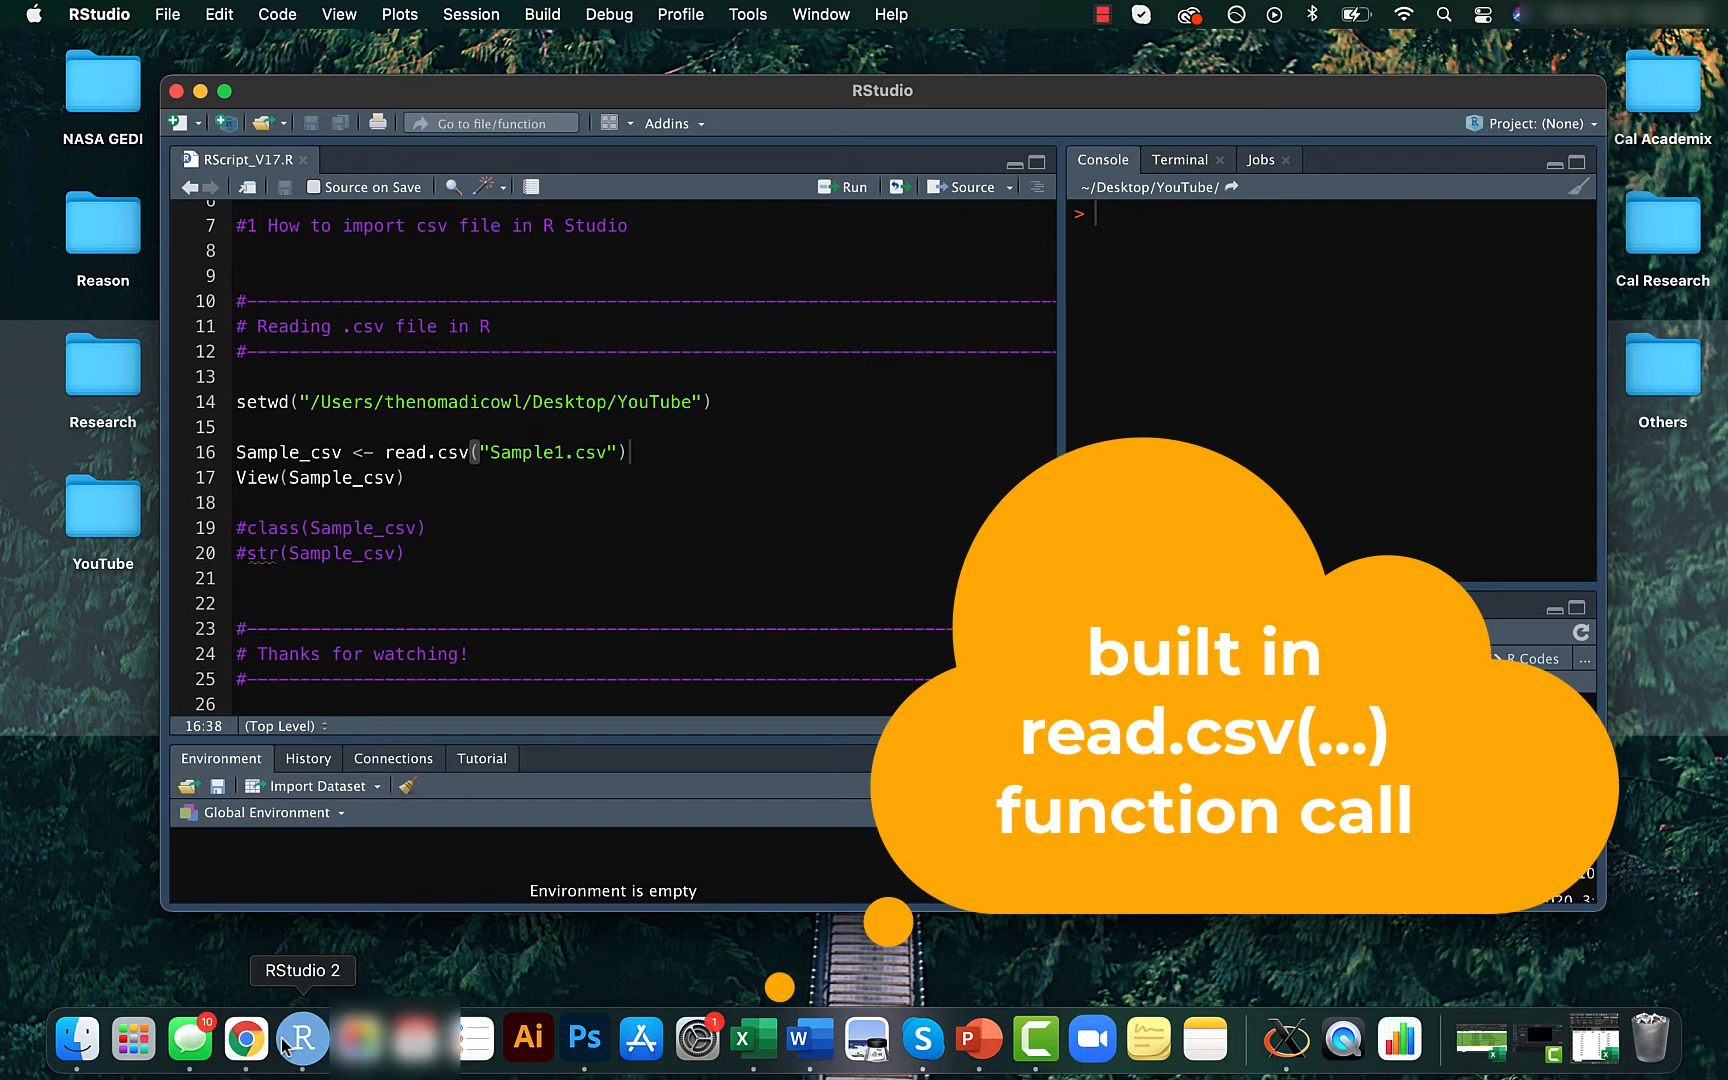 RStudio File Edit Code View Plots Session Build Debug Profile Tools Window Help
NASA GEDI
Reason
Research
YouTube
Cal Academix
Cal Research
Others
RStudio
Go to file/function
Addins
Project: (None)
RScript_V17.R
Source on Save
Run
Source
6
7 #1 How to import csv file in R Studio
8
9
10 #------------------------------------------------------------------------------
11 # Reading .csv file in R
12 #------------------------------------------------------------------------------
13
14 setwd("/Users/thenomadicowl/Desktop/YouTube")
15
16 Sample_csv <- read.csv("Sample1.csv")
17 View(Sample_csv)
18
19 #class(Sample_csv)
20 #str(Sample_csv)
21
22
23 #-------------------------------------------------------------------
24 # Thanks for watching!
25 #-------------------------------------------------------------------
26
16:38 (Top Level)
Console Terminal Jobs
~/Desktop/YouTube/
>
Environment History Connections Tutorial
Import Dataset
Global Environment
Environment is empty
R Codes ...
built in
read.csv(...)
function call
RStudio 2
10
R
Ai
Ps
1
X
W
S
P
C